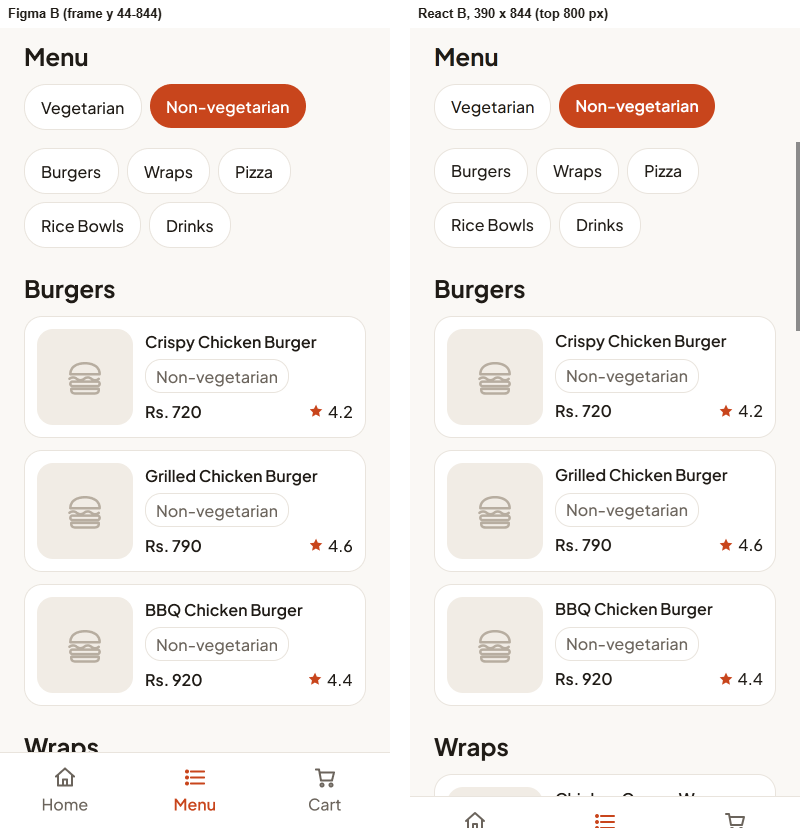 Figma B (frame y 44-844)
Menu
Vegetarian
Non-vegetarian
Burgers
Wraps
Pizza
Rice Bowls
Drinks
Burgers
Crispy Chicken Burger
Non-vegetarian
Rs. 720
4.2
Grilled Chicken Burger
Non-vegetarian
Rs. 790
4.6
BBQ Chicken Burger
Non-vegetarian
Rs. 920
4.4
Wraps
Home
Menu
Cart
React B, 390 x 844 (top 800 px)
Menu
Vegetarian
Non-vegetarian
Burgers
Wraps
Pizza
Rice Bowls
Drinks
Burgers
Crispy Chicken Burger
Non-vegetarian
Rs. 720
4.2
Grilled Chicken Burger
Non-vegetarian
Rs. 790
4.6
BBQ Chicken Burger
Non-vegetarian
Rs. 920
4.4
Wraps